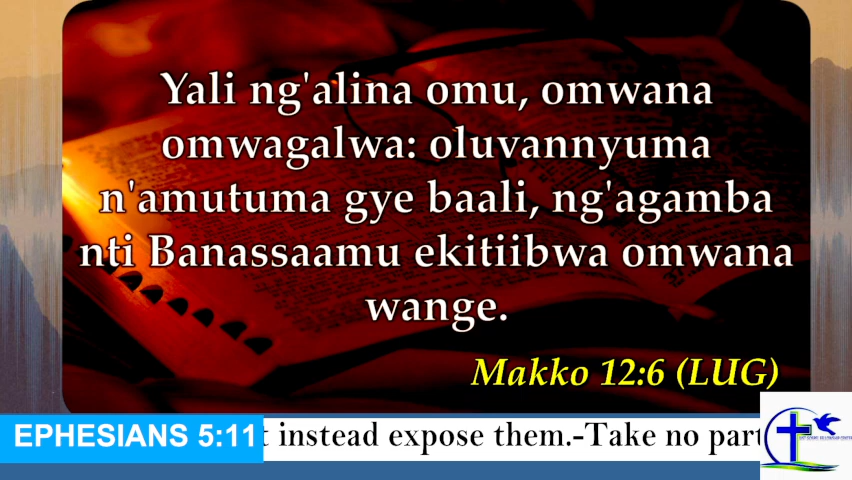 Yali ng'alina omu, omwana
omwagalwa: oluvannyuma
n'amutuma gye baali, ng'agamba
nti Banassaamu ekitiibwa omwana
wange.
Makko 12:6 (LUG)
EPHESIANS 5:11
instead expose them.-Take no part